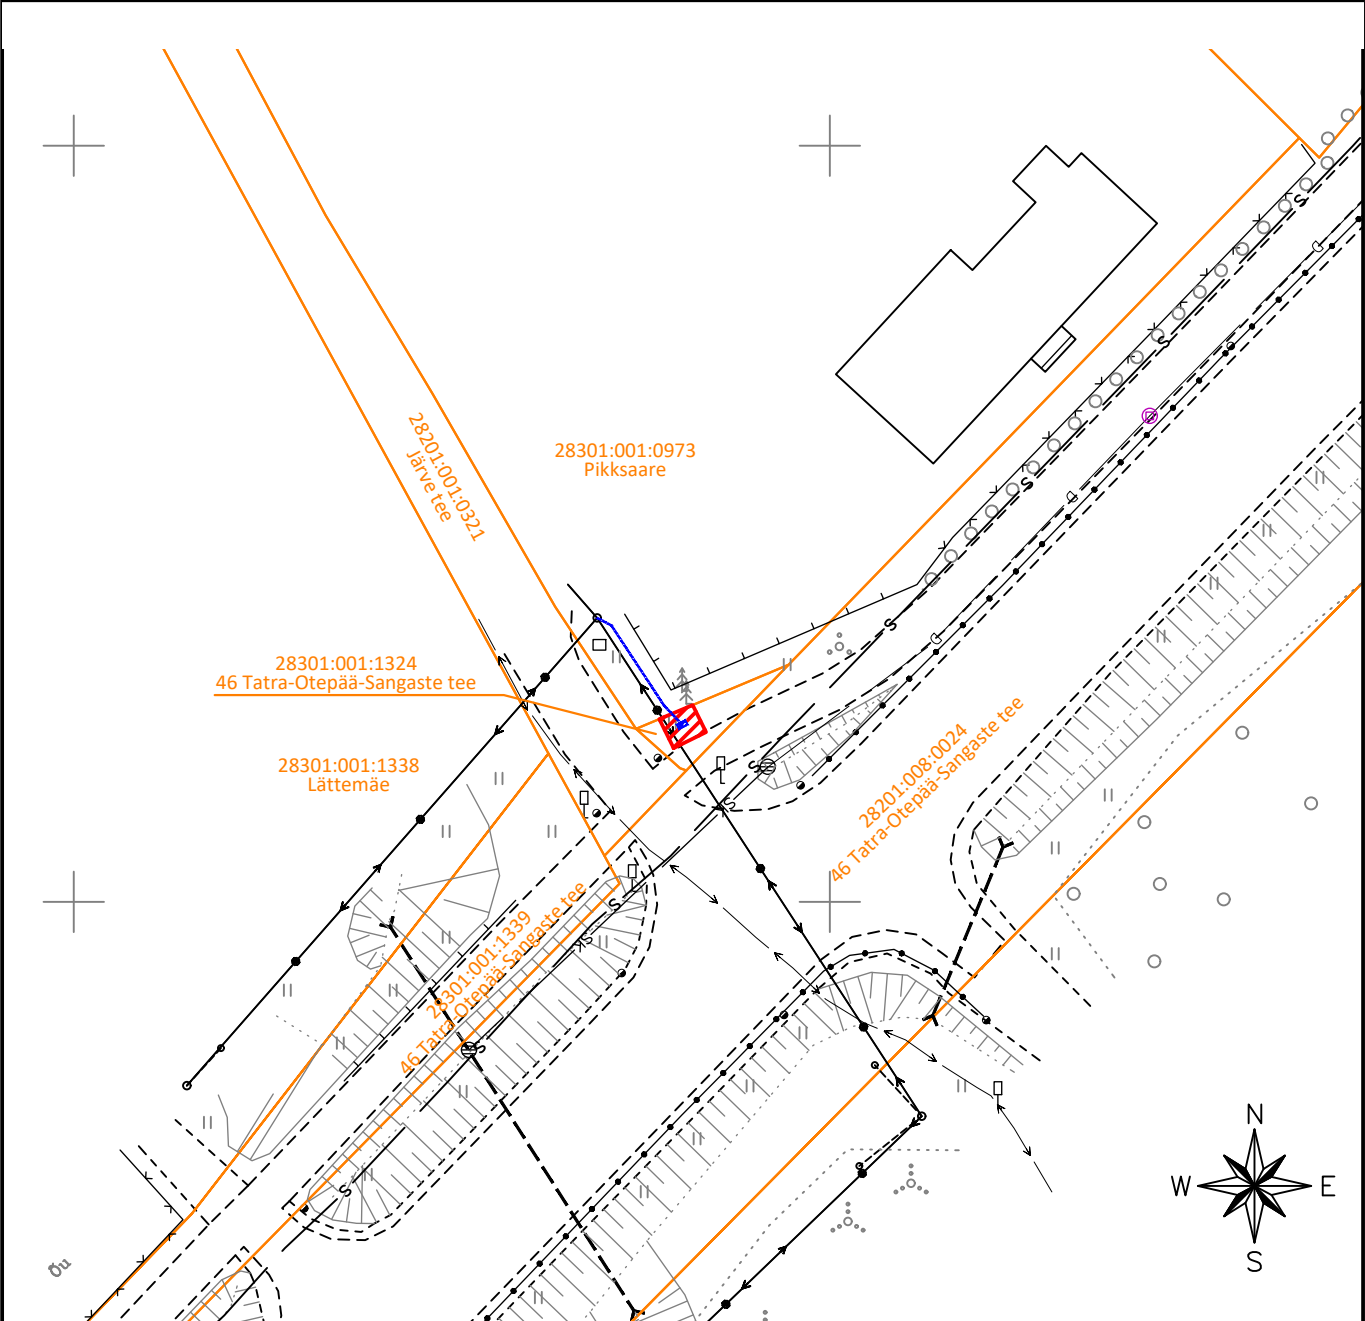 28201:001:0321
Järve tee
28301:001:0973
Pikksaare
28301:001:1324
46 Tatra-Otepää-Sangaste tee
28301:001:1338
Lättemäe
28201:008:0024
46 Tatra-Otepää-Sangaste tee
28301:001:1339
46 Tatra-Otepää-Sangaste tee
S
S
S
S
S
S
S
S
S
S
N
W E
S
Õu